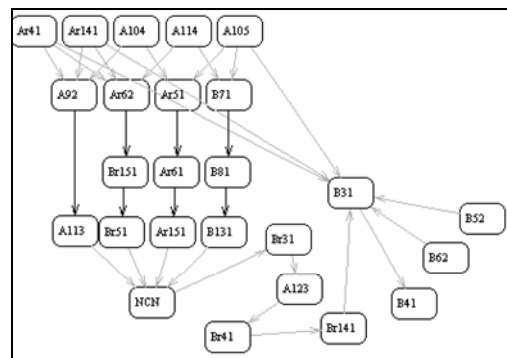 Ar41 Ar141 A104 A114 A105
A92 Ar62 Ar51 B71
Br151 Ar61 B81 B31
B52
A113 Br51 Ar151 B131 Br31
B62
NCN A123 B41
Br41 Br141